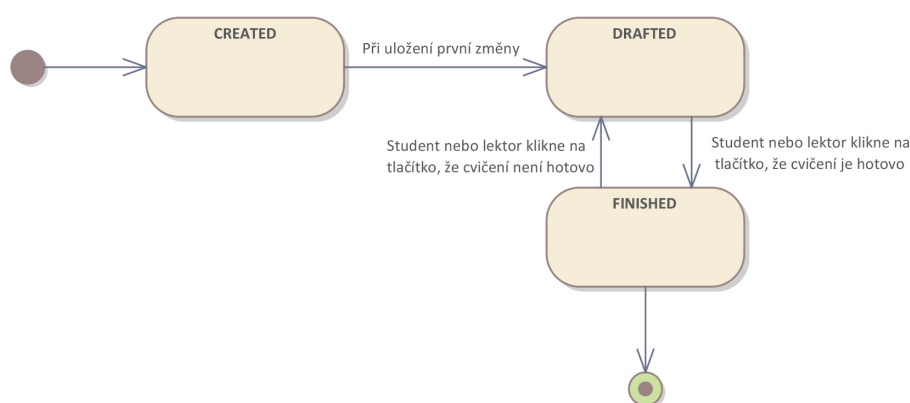 CREATED
Při uložení první změny
DRAFTED
Student nebo lektor klikne na
tlačítko, že cvičení není hotovo
Student nebo lektor klikne na
tlačítko, že cvičení je hotovo
FINISHED